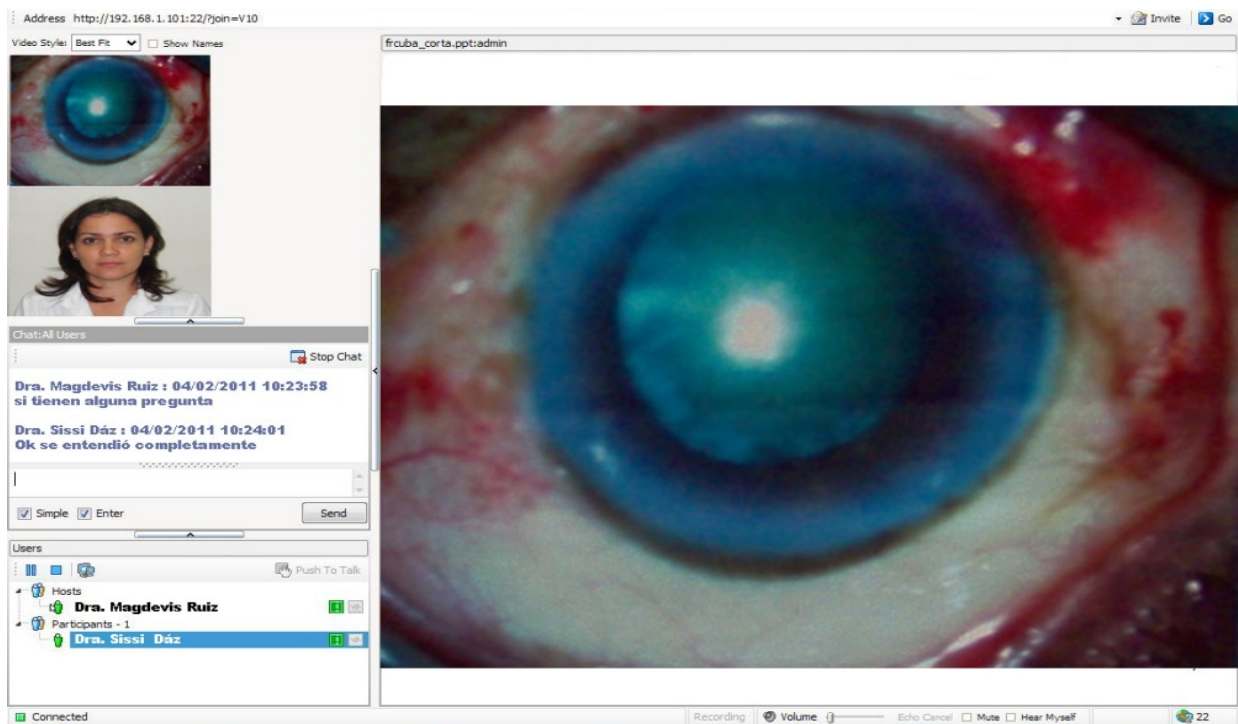 Address http://192.168.1.101:22/?join=V10
Invite
Go
Video Style: Best Fit Show Names
frcuba_corta.ppt:admin
Chat:All Users
Stop Chat
Dra. Magdevis Ruiz : 04/02/2011 10:23:58
si tienen alguna pregunta
Dra. Sissi Dáz : 04/02/2011 10:24:01
Ok se entendió completamente
Simple Enter Send
Users
Push To Talk
Hosts
Dra. Magdevis Ruiz
Participants - 1
Dra. Sissi Dáz
Connected
Recording Volume Echo Cancel Mute Hear Myself 22